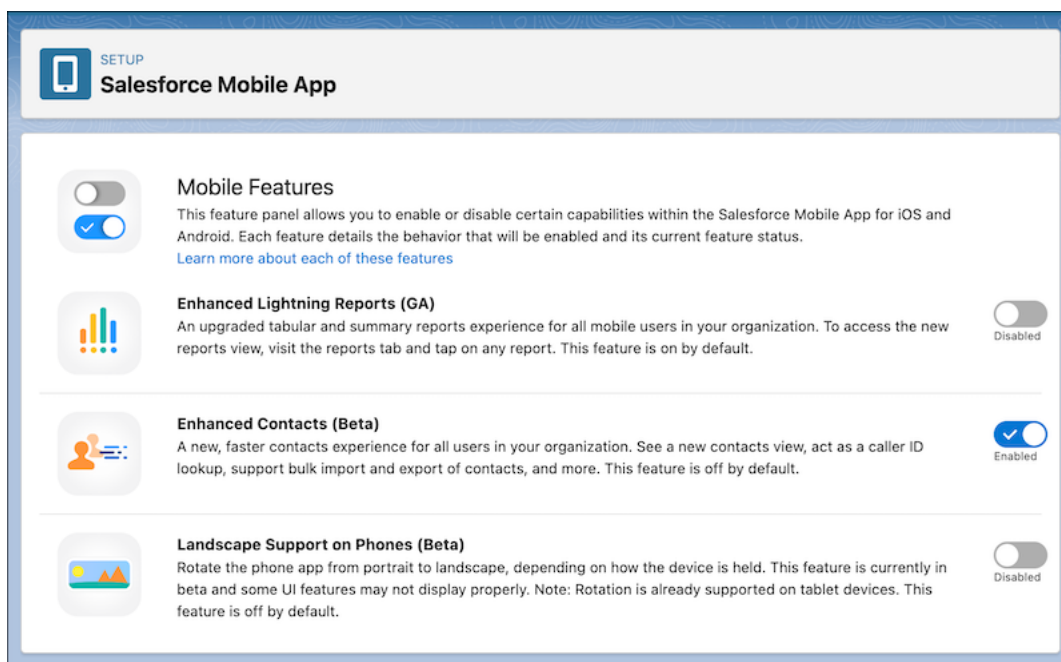 SETUP
Salesforce Mobile App
Mobile Features
This feature panel allows you to enable or disable certain capabilities within the Salesforce Mobile App for iOS and
Android. Each feature details the behavior that will be enabled and its current feature status.
Learn more about each of these features
Enhanced Lightning Reports (GA)
An upgraded tabular and summary reports experience for all mobile users in your organization. To access the new
reports view, visit the reports tab and tap on any report. This feature is on by default.
Disabled
Enhanced Contacts (Beta)
A new, faster contacts experience for all users in your organization. See a new contacts view, act as a caller ID
lookup, support bulk import and export of contacts, and more. This feature is off by default.
Enabled
Landscape Support on Phones (Beta)
Rotate the phone app from portrait to landscape, depending on how the device is held. This feature is currently in
beta and some UI features may not display properly. Note: Rotation is already supported on tablet devices. This
feature is off by default.
Disabled